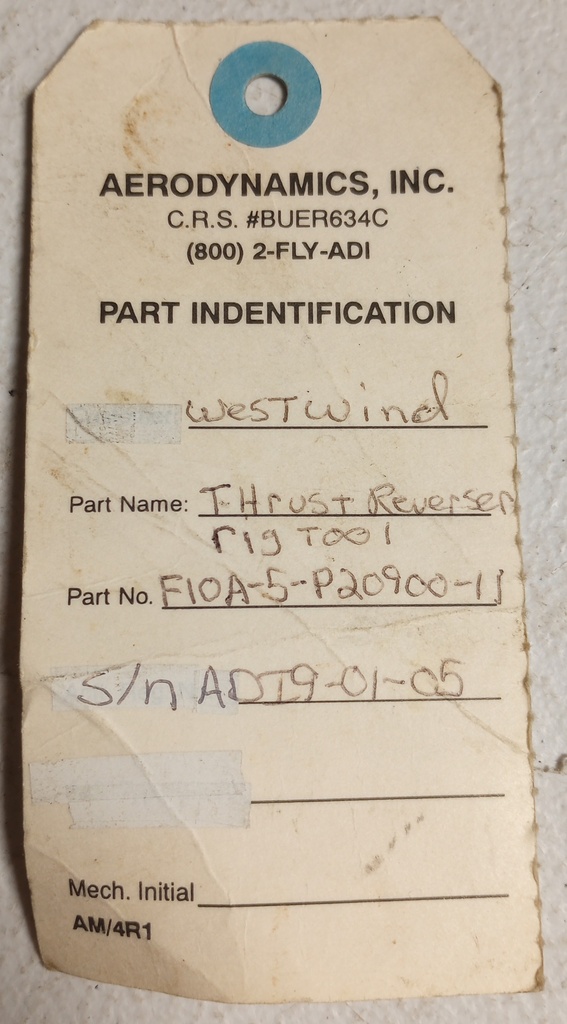 AERODYNAMICS, INC.
C.R.S. #BUER634C
(800) 2-FLY-ADI
PART INDENTIFICATION
WesTwind
Part Name: THrust Reverser
rig Tool
Part No. F10A-5-P20900-11
S/n ADI9-01-05
Mech. Initial
AM/4R1